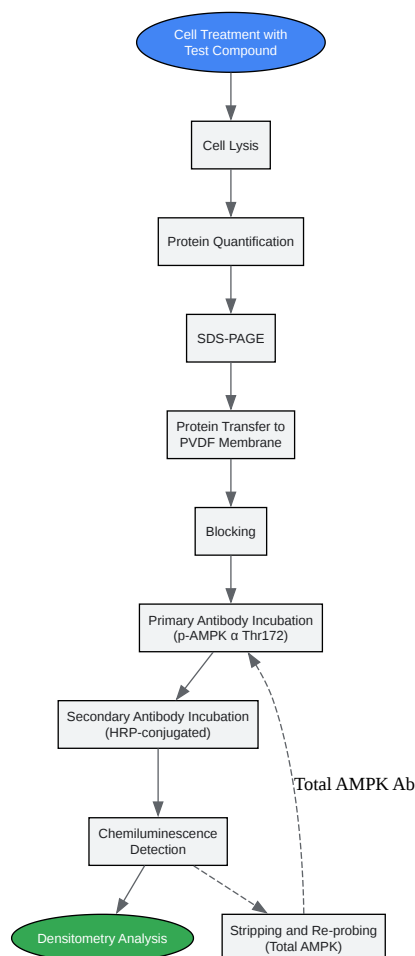 Cell Treatment with
Test Compound
Cell Lysis
Protein Quantification
SDS-PAGE
Protein Transfer to
PVDF Membrane
Blocking
Primary Antibody Incubation
(p-AMPK α Thr172)
Secondary Antibody Incubation
(HRP-conjugated)
Total AMPK Ab
Chemiluminescence
Detection
Densitometry Analysis
Stripping and Re-probing
(Total AMPK)